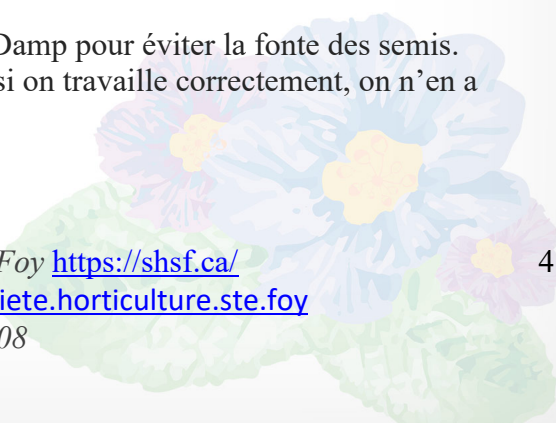 Damp pour éviter la fonte des semis.
si on travaille correctement, on n’en a
Foy https://shsf.ca/
4
iete.horticulture.ste.foy
08